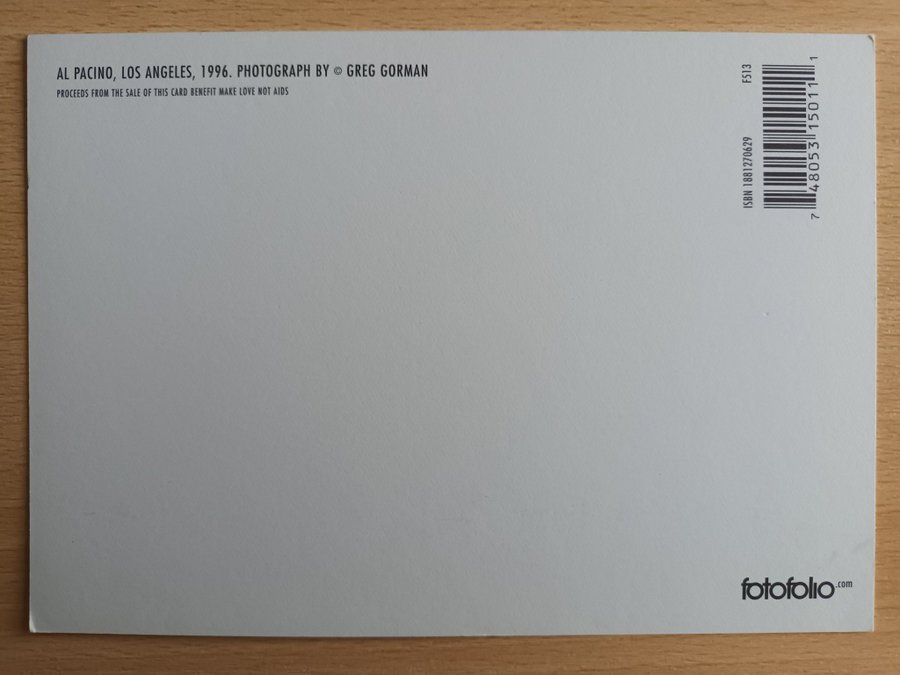 AL PACINO, LOS ANGELES, 1996. PHOTOGRAPH BY © GREG GORMAN
PROCEEDS FROM THE SALE OF THIS CARD BENEFIT MAKE LOVE NOT AIDS
F513
ISBN 1881270629
7 48053 15011 1
fotofolio.com